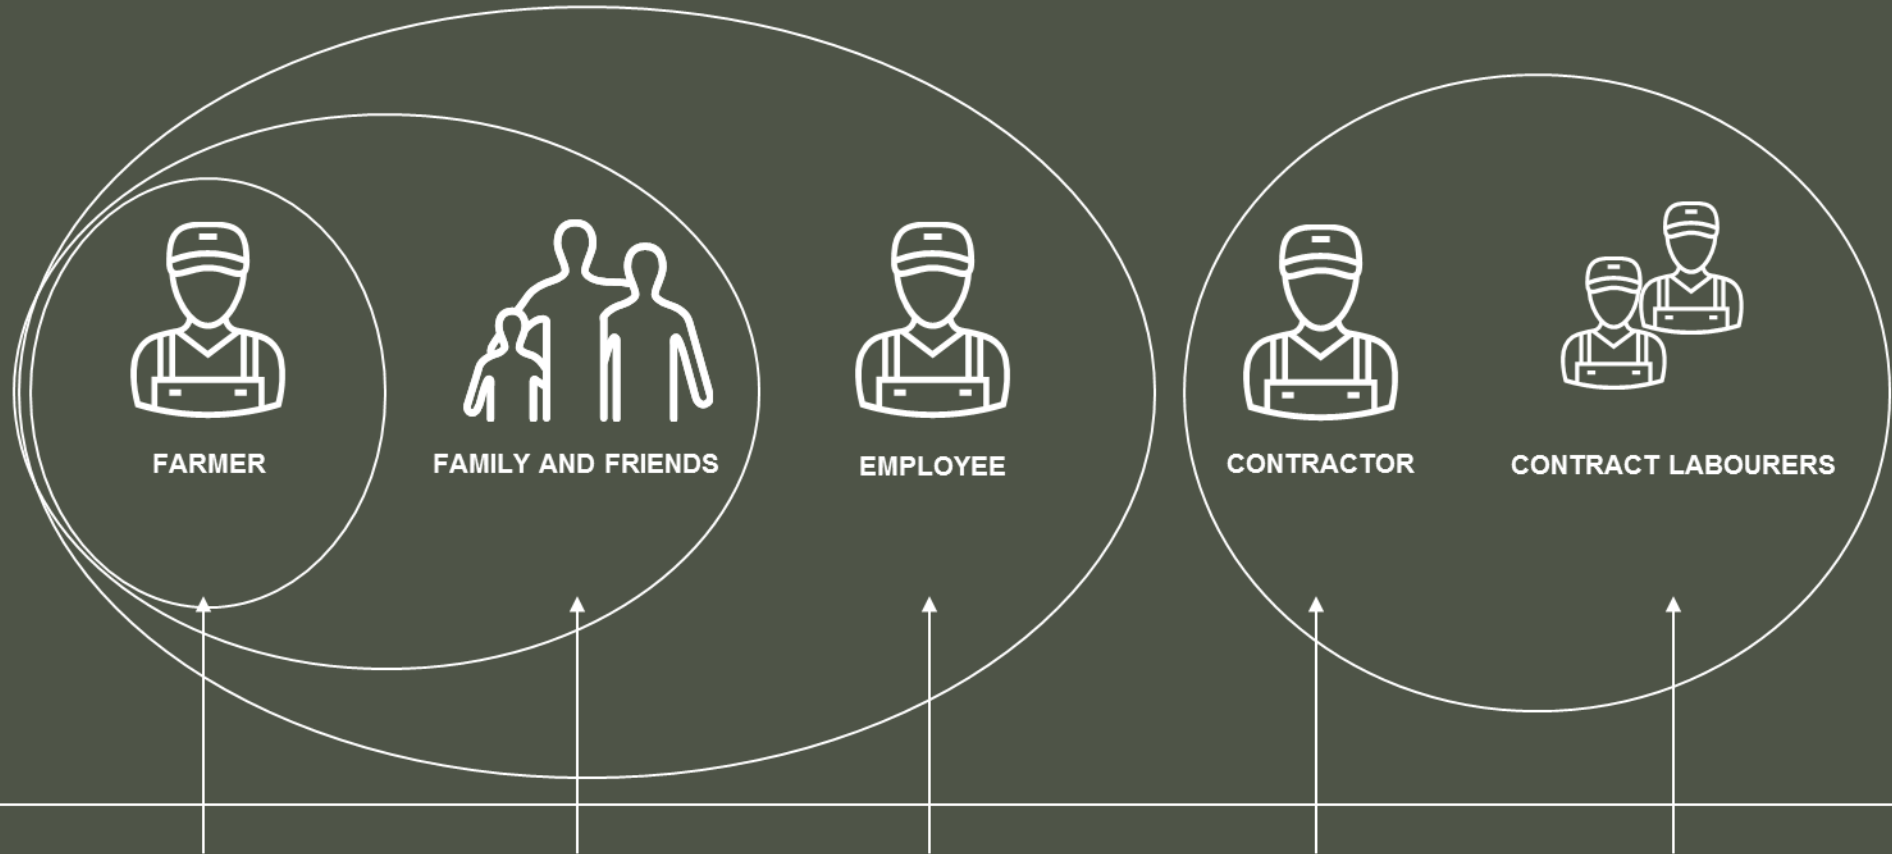 FARMER
FAMILY AND FRIENDS
EMPLOYEE
CONTRACTOR
CONTRACT LABOURERS